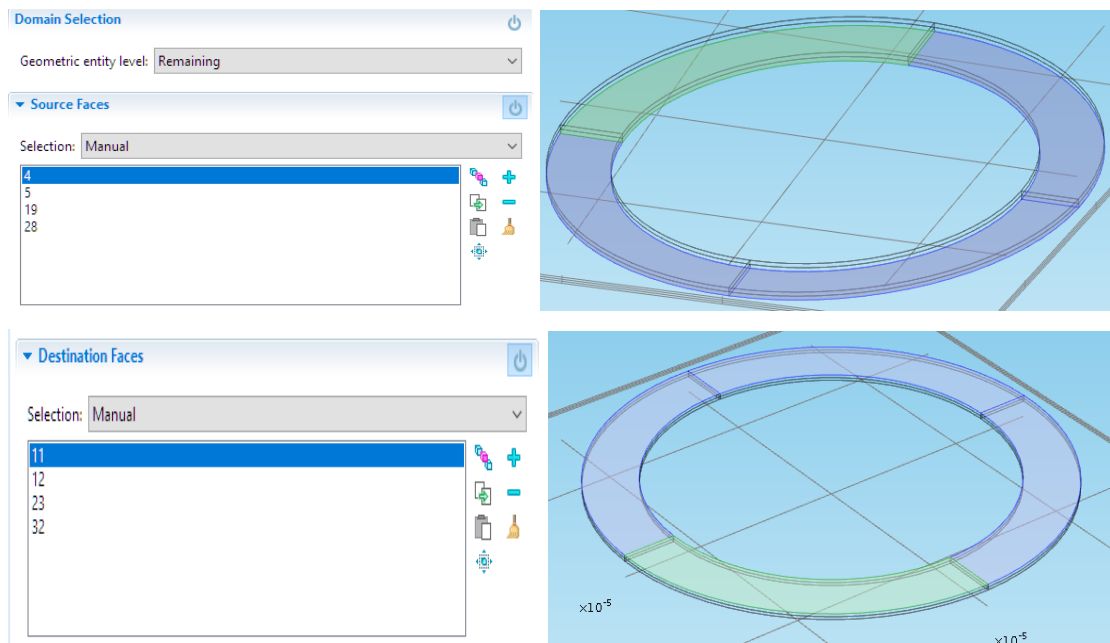 Domain Selection
Geometric entity level: Remaining
Source Faces
Selection: Manual
4
5
19
28
Destination Faces
Selection: Manual
11
12
23
32
×10⁻⁵
×10⁻⁵